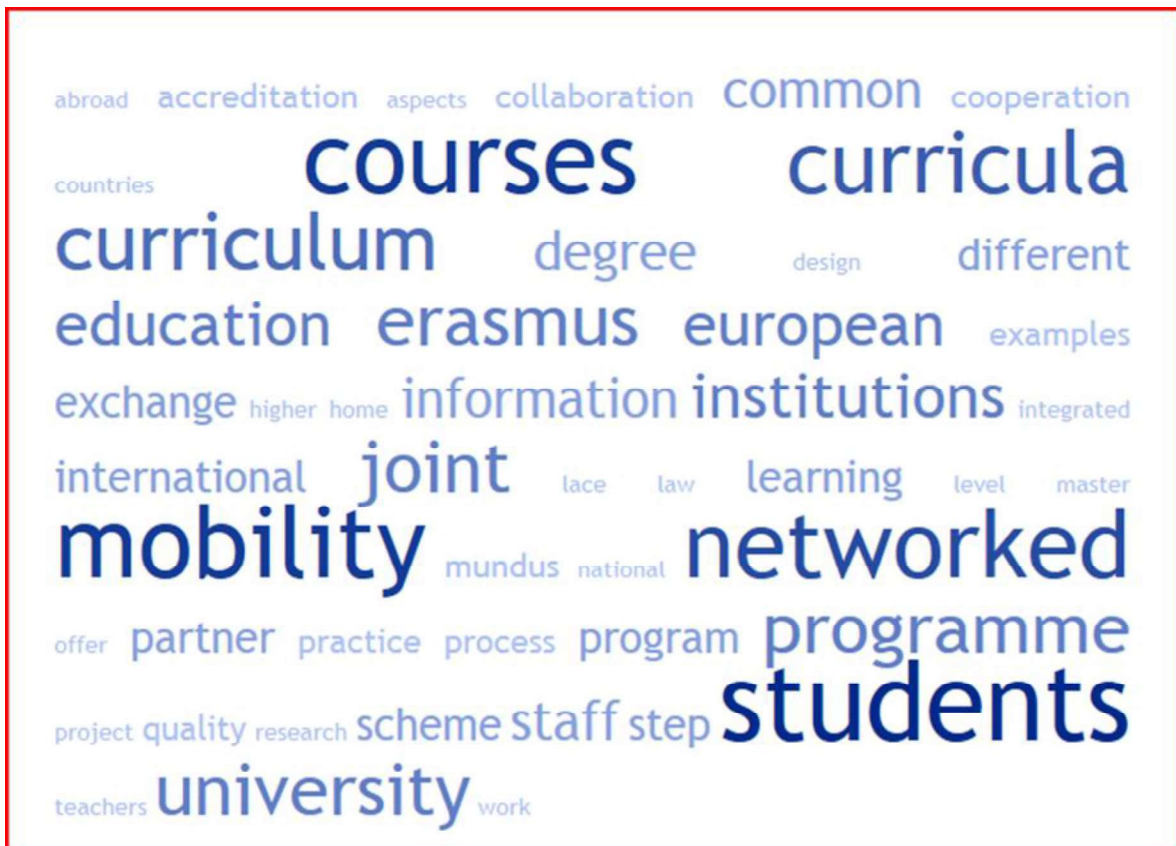 abroad accreditation aspects collaboration common cooperation
countries courses curricula
curriculum degree design different
education erasmus european examples
exchange higher home information institutions integrated
international joint lace law learning level master
mobility mundus national networked
offer partner practice process program programme
project quality research scheme staff step students
teachers university work